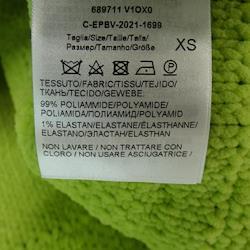 689711 V1OX0
C-EPBV-2021-1699
Taglia/Size/Taille/Talla/
Размер/Tamanho/Größe
XS
TESSUTO/FABRIC/TISSU/TEJIDO/
ТКАНЬ/TECIDO/GEWEBE:
99% POLIAMMIDE/POLYAMIDE/
POLIAMIDA/ПОЛИАМИД/POLYAMID
1% ELASTAN/ELASTANE/ÉLASTHANNE/
ELASTANO/ЭЛАСТАН/ELASTHAN
NON LAVARE / NON TRATTARE CON
CLORO / NON USARE ASCIUGATRICE /